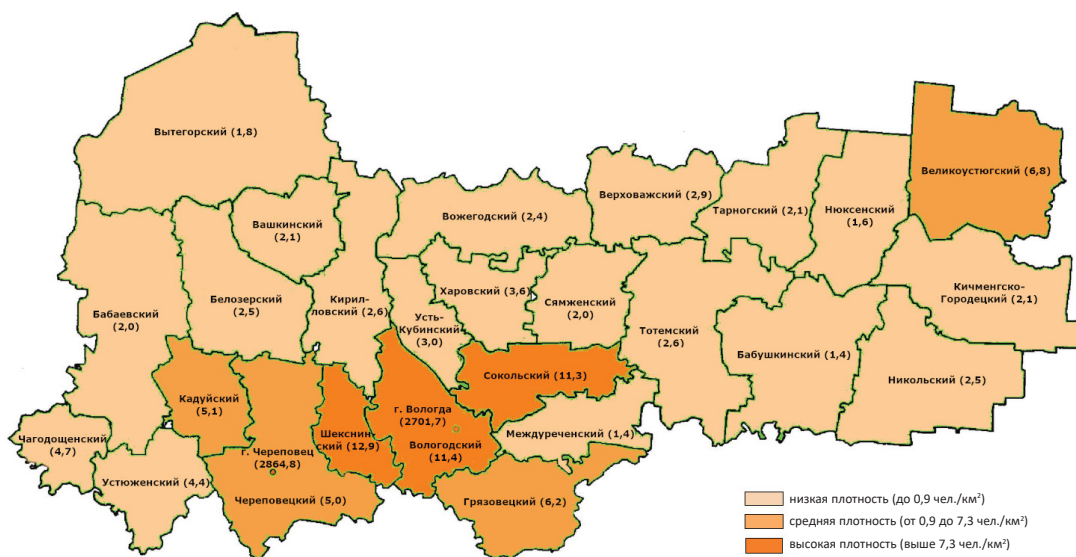 Вытегорский (1,8)
Великоустюгский (6,8)
Верховажский (2,9)
Тарногский (2,1)
Нюксенский
(1,6)
Вожегодский (2,4)
Вашкинский
(2,1)
Кичменгско-
Городецкий (2,1)
Харовский (3,6)
Сямженский
(2,0)
Белозерский
(2,5)
Кирил-
ловский (2,6)
Усть-
Кубинский
(3,0)
Бабаевский
(2,0)
Тотемский
(2,6)
Бабушкинский
(1,4)
Никольский (2,5)
Сокольский (11,3)
Кадуйский
(5,1)
г. Вологда
(2701,7)
Вологодский
(11,4)
Шекснин-
ский (12,9)
Междуреченский (1,4)
Чагодощенский
(4,7)
г. Череповец
(2864,8)
Устюженский (4,4)
Череповецкий (5,0)
Грязовецкий (6,2)
низкая плотность (до 0,9 чел./км²)
средняя плотность (от 0,9 до 7,3 чел./км²)
высокая плотность (выше 7,3 чел./км²)